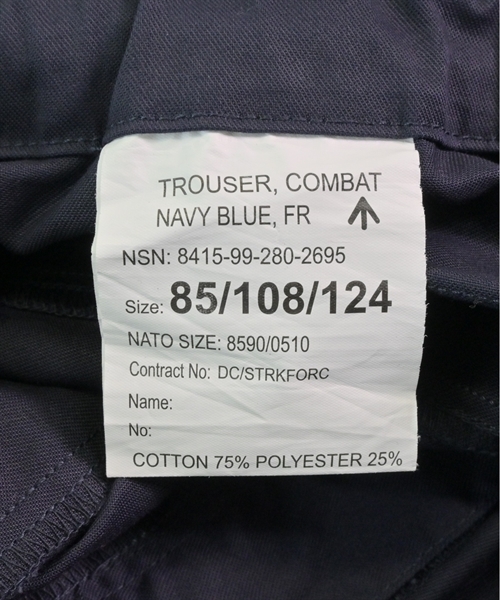 TROUSER, COMBAT
NAVY BLUE, FR
NSN: 8415-99-280-2695
Size: 85/108/124
NATO SIZE: 8590/0510
Contract No: DC/STRKFORC
Name:
No:
COTTON 75% POLYESTER 25%